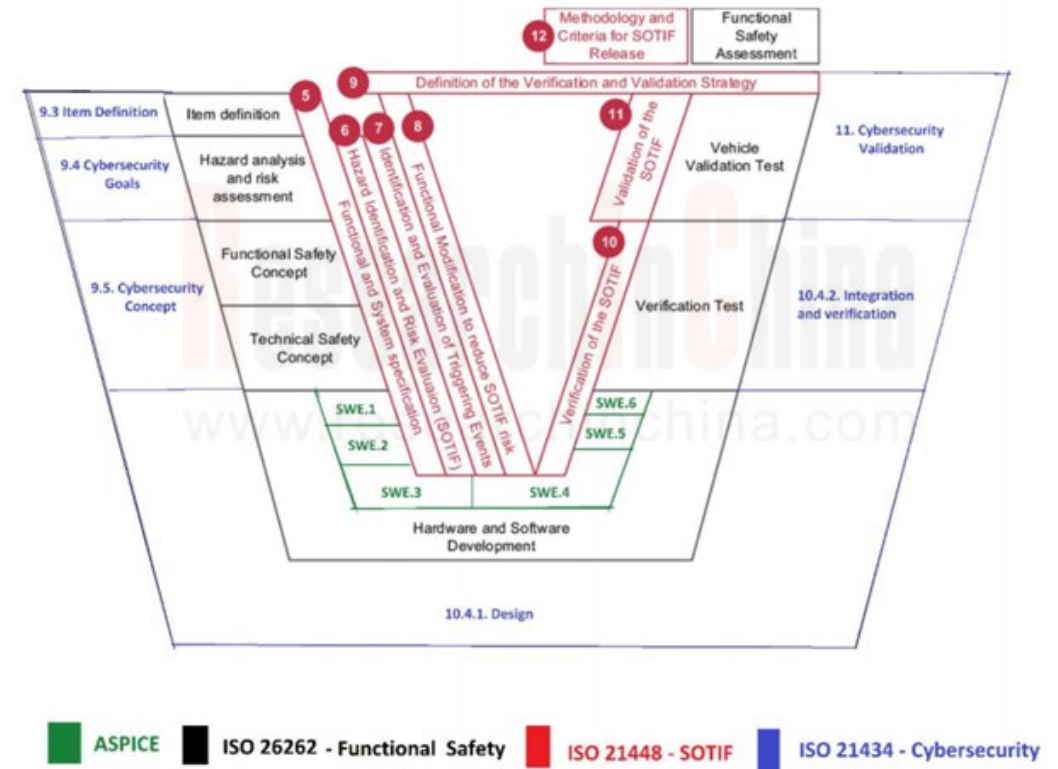 12
Methodology and
Criteria for SOTIF
Release
Functional
Safety
Assessment
9
Definition of the Verification and Validation Strategy
9.3 Item Definition
Item definition
5
6
7
8
11
Validation of the
SOTIF
11. Cybersecurity
Validation
9.4 Cybersecurity
Goals
Hazard analysis
and risk
assessment
Vehicle
Validation Test
Functional and System specification
Hazard Identification and Risk Evaluaion (SOTIF)
Identification and Evaluation of Triggering Events
Functional Modification to reduce SOTIF risk
10
Verification of the SOTIF
9.5. Cybersecurity
Concept
Functional Safety
Concept
Technical Safety
Concept
Verification Test
10.4.2. Integration
and verification
ResearchInChina
www.researchinchina.com
SWE.1
SWE.2
SWE.3
SWE.4
SWE.5
SWE.6
Hardware and Software
Development
10.4.1. Design
ASPICE
ISO 26262 - Functional Safety
ISO 21448 - SOTIF
ISO 21434 - Cybersecurity